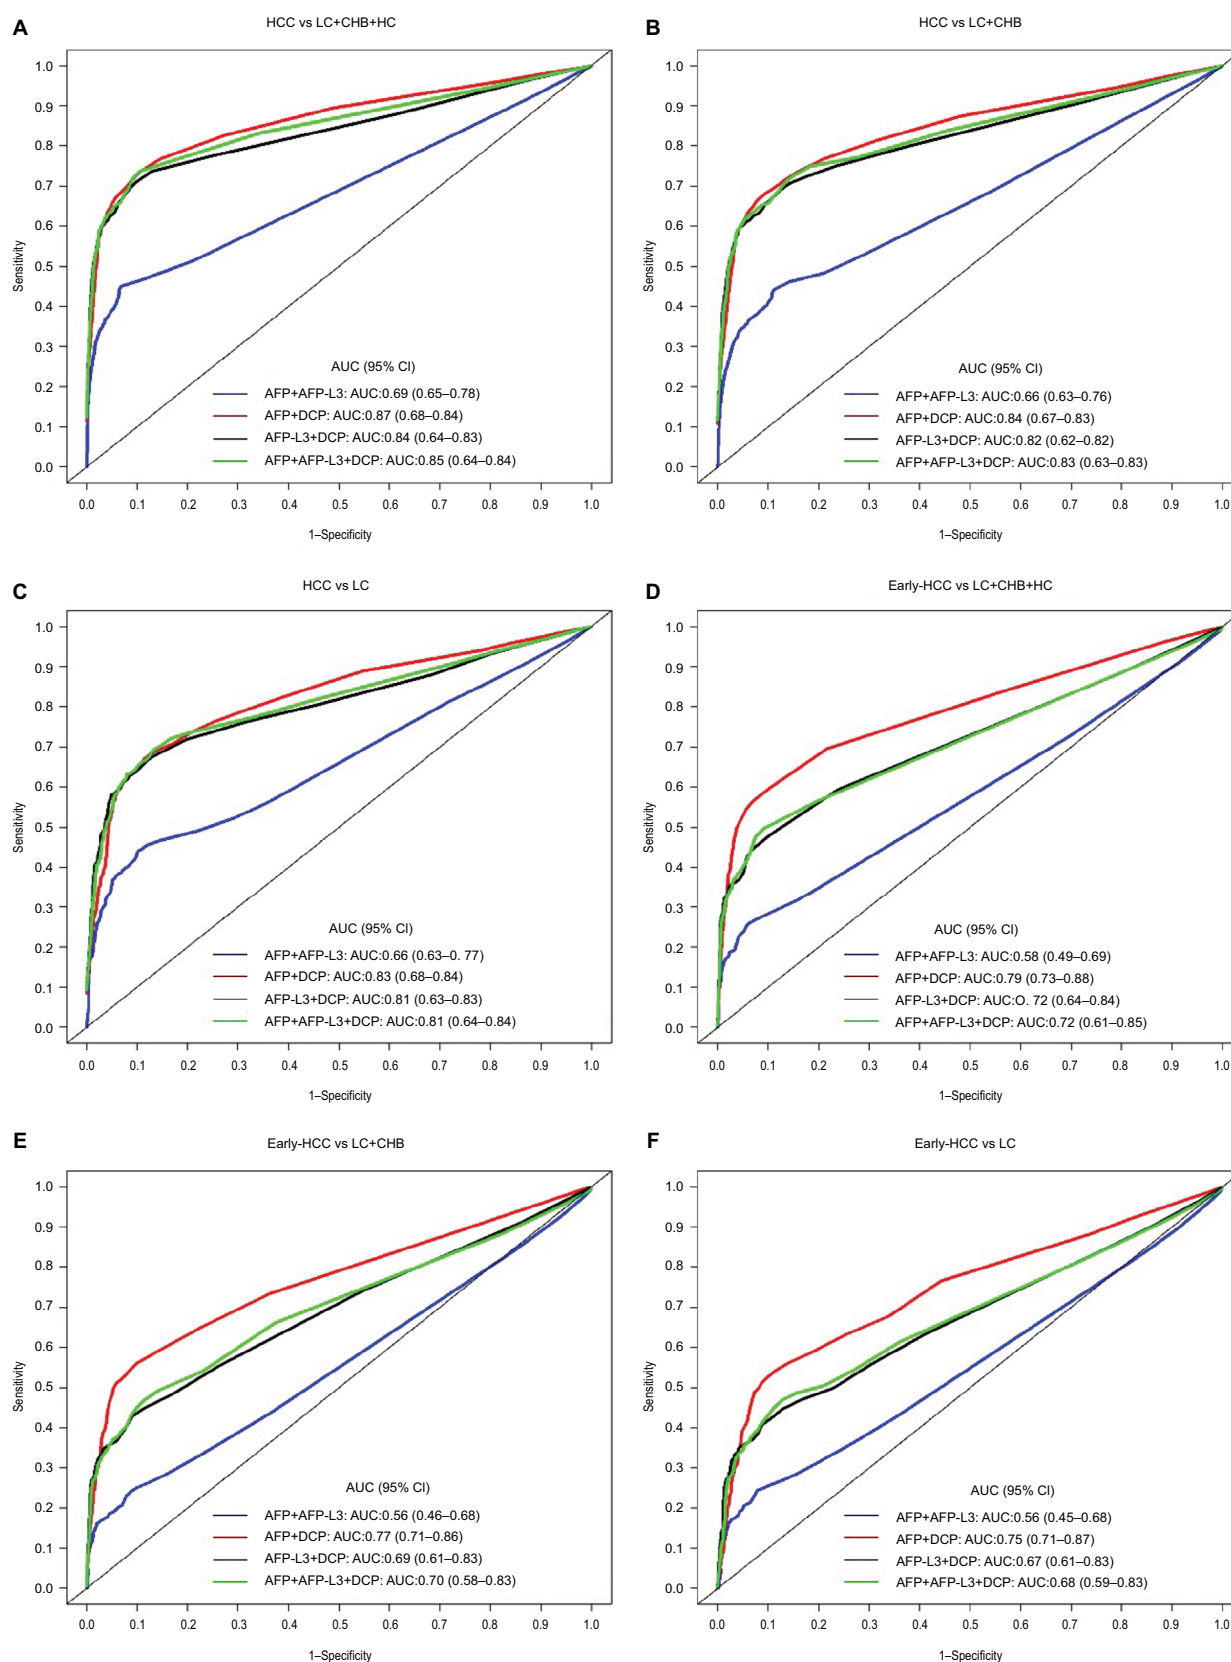 A
HCC vs LC+CHB+HC
1.0
0.9
0.8
0.7
0.6
0.5
0.4
0.3
0.2
0.1
0.0
Sensitivity
AUC (95% CI)
AFP+AFP-L3: AUC:0.69 (0.65–0.78)
AFP+DCP: AUC:0.87 (0.68–0.84)
AFP-L3+DCP: AUC:0.84 (0.64–0.83)
AFP+AFP-L3+DCP: AUC:0.85 (0.64–0.84)
0.0 0.1 0.2 0.3 0.4 0.5 0.6 0.7 0.8 0.9 1.0
1–Specificity
B
HCC vs LC+CHB
1.0
0.9
0.8
0.7
0.6
0.5
0.4
0.3
0.2
0.1
0.0
Sensitivity
AUC (95% CI)
AFP+AFP-L3: AUC:0.66 (0.63–0.76)
AFP+DCP: AUC:0.84 (0.67–0.83)
AFP-L3+DCP: AUC:0.82 (0.62–0.82)
AFP+AFP-L3+DCP: AUC:0.83 (0.63–0.83)
0.0 0.1 0.2 0.3 0.4 0.5 0.6 0.7 0.8 0.9 1.0
1–Specificity
C
HCC vs LC
1.0
0.9
0.8
0.7
0.6
0.5
0.4
0.3
0.2
0.1
0.0
Sensitivity
AUC (95% CI)
AFP+AFP-L3: AUC:0.66 (0.63–0. 77)
AFP+DCP: AUC:0.83 (0.68–0.84)
AFP-L3+DCP: AUC:0.81 (0.63–0.83)
AFP+AFP-L3+DCP: AUC:0.81 (0.64–0.84)
0.0 0.1 0.2 0.3 0.4 0.5 0.6 0.7 0.8 0.9 1.0
1–Specificity
D
Early-HCC vs LC+CHB+HC
1.0
0.9
0.8
0.7
0.6
0.5
0.4
0.3
0.2
0.1
0.0
Sensitivity
AUC (95% CI)
AFP+AFP-L3: AUC:0.58 (0.49–0.69)
AFP+DCP: AUC:0.79 (0.73–0.88)
AFP-L3+DCP: AUC:O. 72 (0.64–0.84)
AFP+AFP-L3+DCP: AUC:0.72 (0.61–0.85)
0.0 0.1 0.2 0.3 0.4 0.5 0.6 0.7 0.8 0.9 1.0
1–Specificity
E
Early-HCC vs LC+CHB
1.0
0.9
0.8
0.7
0.6
0.5
0.4
0.3
0.2
0.1
0.0
Sensitivity
AUC (95% CI)
AFP+AFP-L3: AUC:0.56 (0.46–0.68)
AFP+DCP: AUC:0.77 (0.71–0.86)
AFP-L3+DCP: AUC:0.69 (0.61–0.83)
AFP+AFP-L3+DCP: AUC:0.70 (0.58–0.83)
0.0 0.1 0.2 0.3 0.4 0.5 0.6 0.7 0.8 0.9 1.0
1–Specificity
F
Early-HCC vs LC
1.0
0.9
0.8
0.7
0.6
0.5
0.4
0.3
0.2
0.1
0.0
Sensitivity
AUC (95% CI)
AFP+AFP-L3: AUC:0.56 (0.45–0.68)
AFP+DCP: AUC:0.75 (0.71–0.87)
AFP-L3+DCP: AUC:0.67 (0.61–0.83)
AFP+AFP-L3+DCP: AUC:0.68 (0.59–0.83)
0.0 0.1 0.2 0.3 0.4 0.5 0.6 0.7 0.8 0.9 1.0
1–Specificity